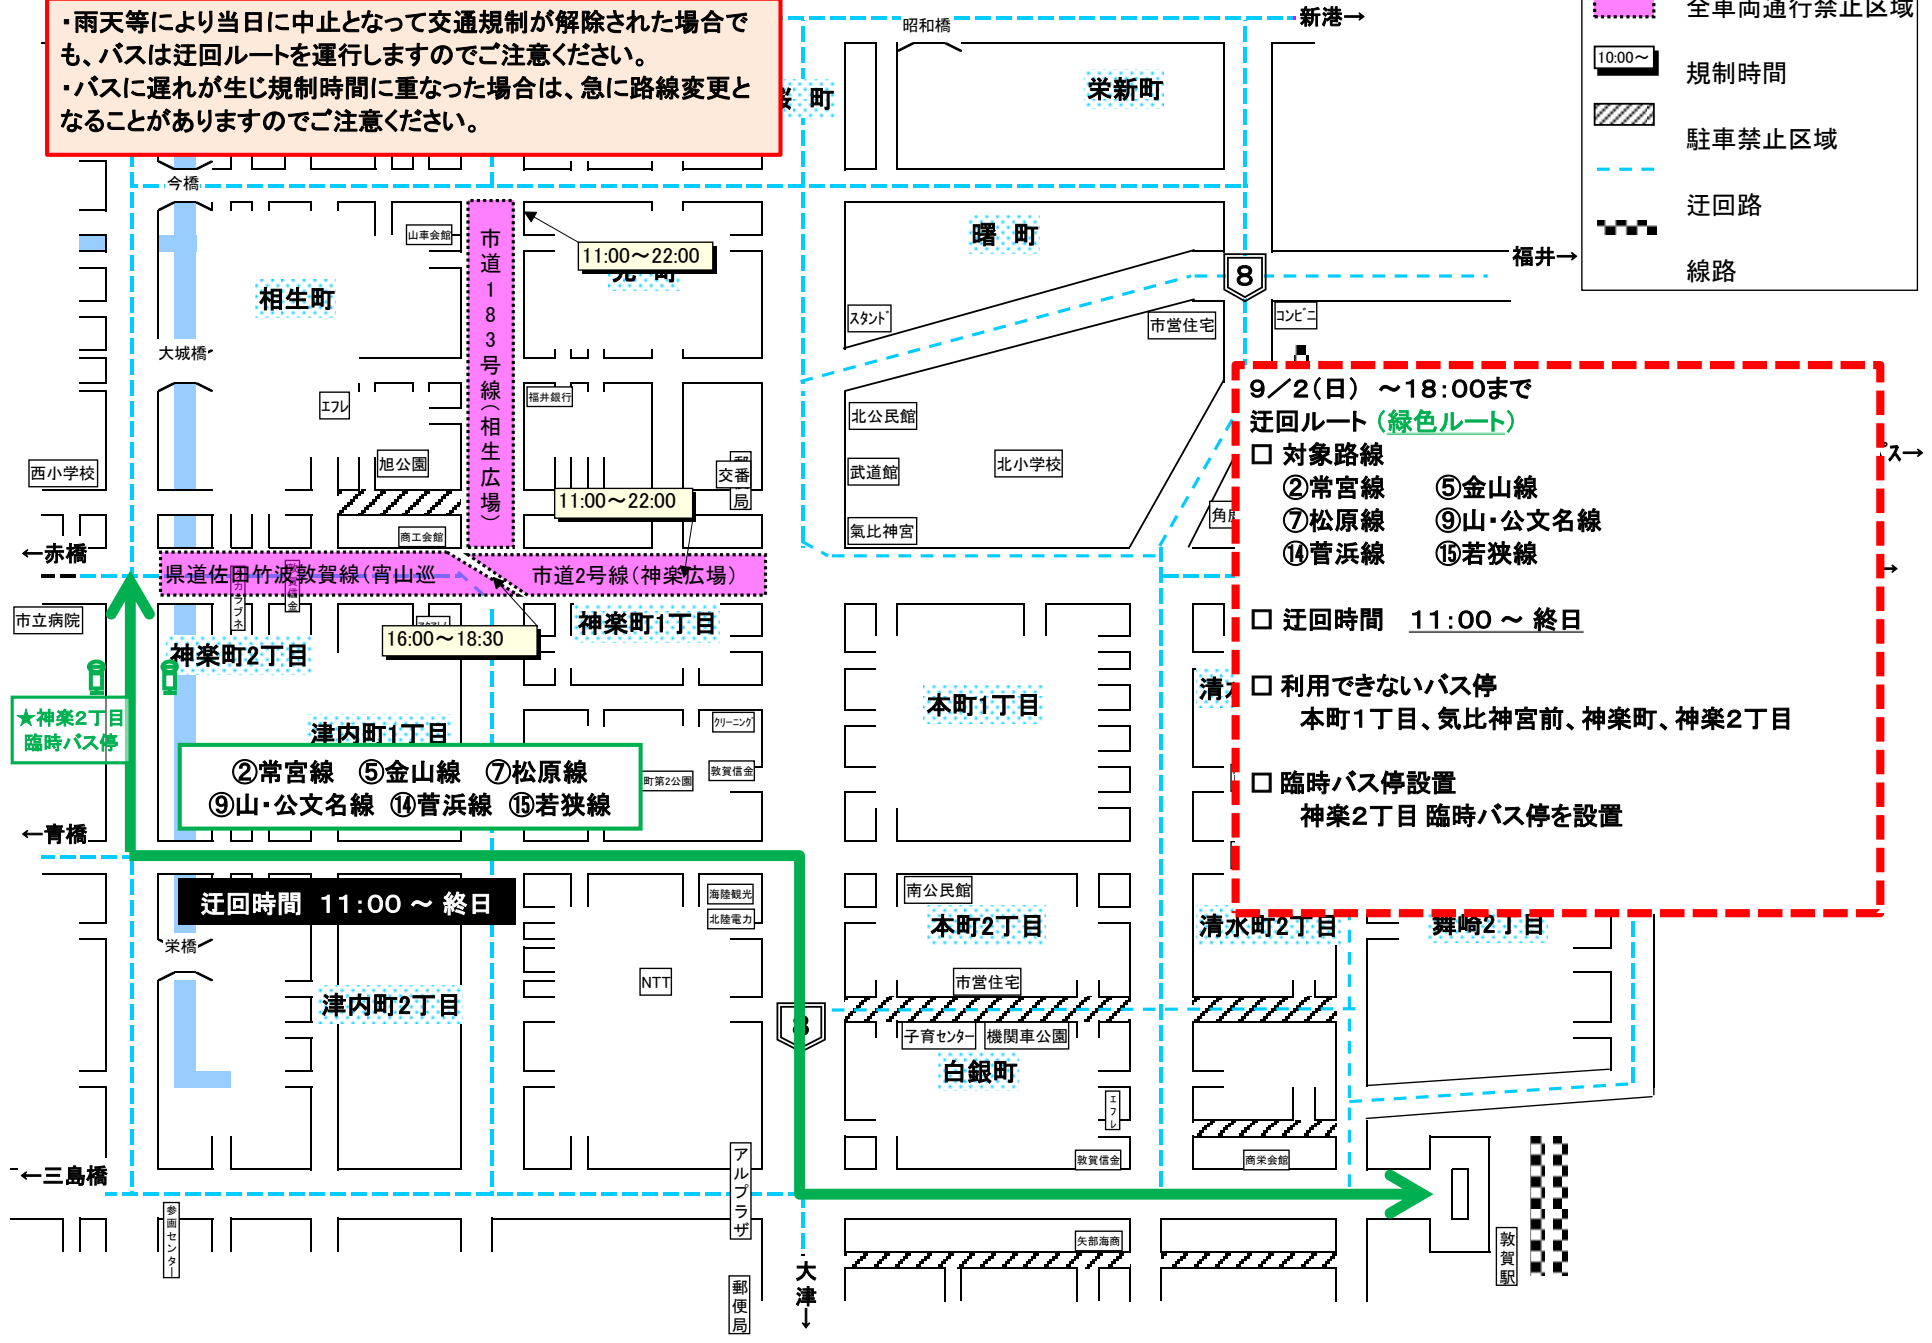 ・雨天等により当日に中止となって交通規制が解除された場合で
も、バスは迂回ルートを運行しますのでご注意ください。
・バスに遅れが生じ規制時間に重なった場合は、急に路線変更と
なることがありますのでご注意ください。
昭和橋
新港→
全車両通行禁止区域
10:00～
規制時間
駐車禁止区域
迂回路
線路
町
栄新町
今橋
山車会館
市道183号線(相生広場)
11:00～22:00
町
曙 町
福井→
8
相生町
スタンド
市営住宅
コンビニ
大城橋
エフレ
福井銀行
北公民館
西小学校
旭公園
交番
局
武道館
北小学校
11:00～22:00
商工会館
氣比神宮
←赤橋
県道佐田竹波敦賀線(宵山巡
市道2号線(神楽広場)
敦賀信金
市立病院
16:00～18:30
神楽町1丁目
神楽町2丁目
★神楽2丁目
臨時バス停
津内町1丁目
クリーニング
本町1丁目
②常宮線 ⑤金山線 ⑦松原線
⑨山・公文名線 ⑭菅浜線 ⑮若狭線
町第2公園
敦賀信金
9／2(日) ～18:00まで
迂回ルート (緑色ルート)
□ 対象路線
②常宮線 ⑤金山線
⑦松原線 ⑨山・公文名線
⑭菅浜線 ⑮若狭線
□ 迂回時間 11:00 ～ 終日
□ 利用できないバス停
本町1丁目、気比神宮前、神楽町、神楽2丁目
□ 臨時バス停設置
神楽2丁目 臨時バス停を設置
ス→
→
角
清
←青橋
迂回時間 11:00 ～ 終日
海陸観光
北陸電力
南公民館
本町2丁目
清水町2丁目
舞崎2丁目
栄橋
NTT
市営住宅
津内町2丁目
8
子育センター
機関車公園
白銀町
エフレ
アルプラザ
敦賀信金
商栄会館
←三島橋
参画センター
矢部海商
敦賀駅
大津↓
郵便局